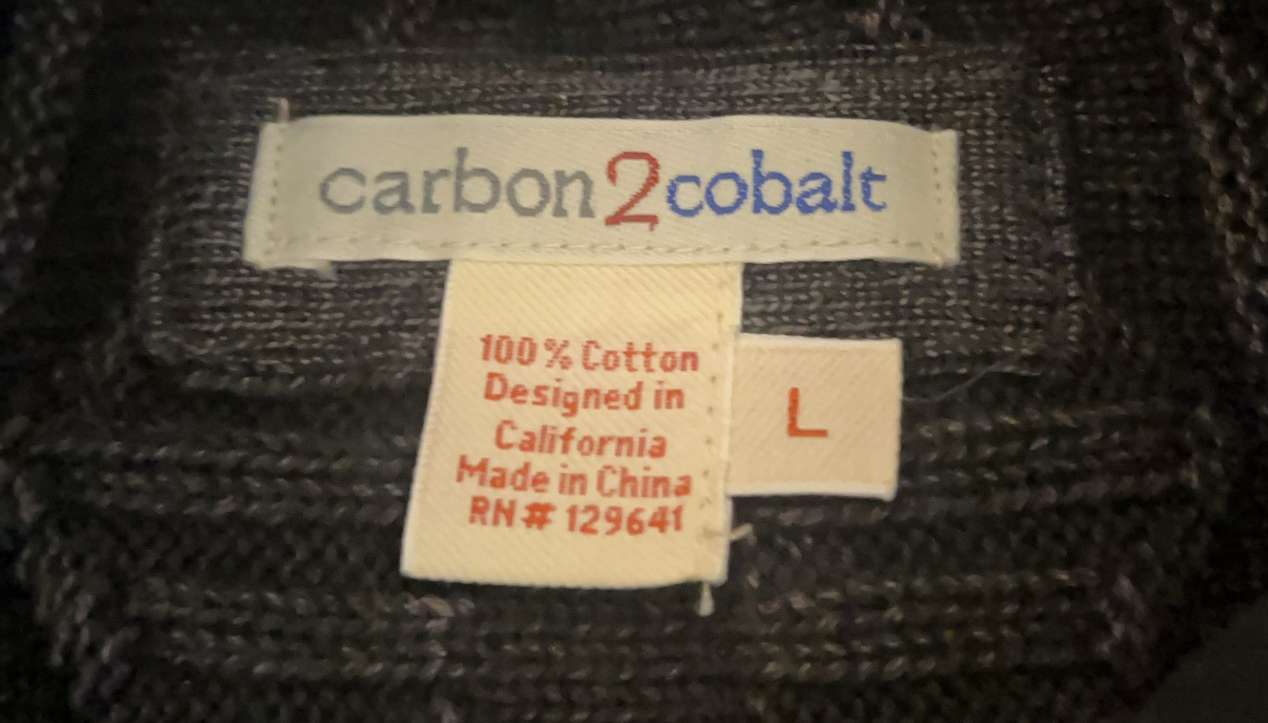 carbon2cobalt
100% Cotton
Designed in
California
Made in China
RN# 129641
L